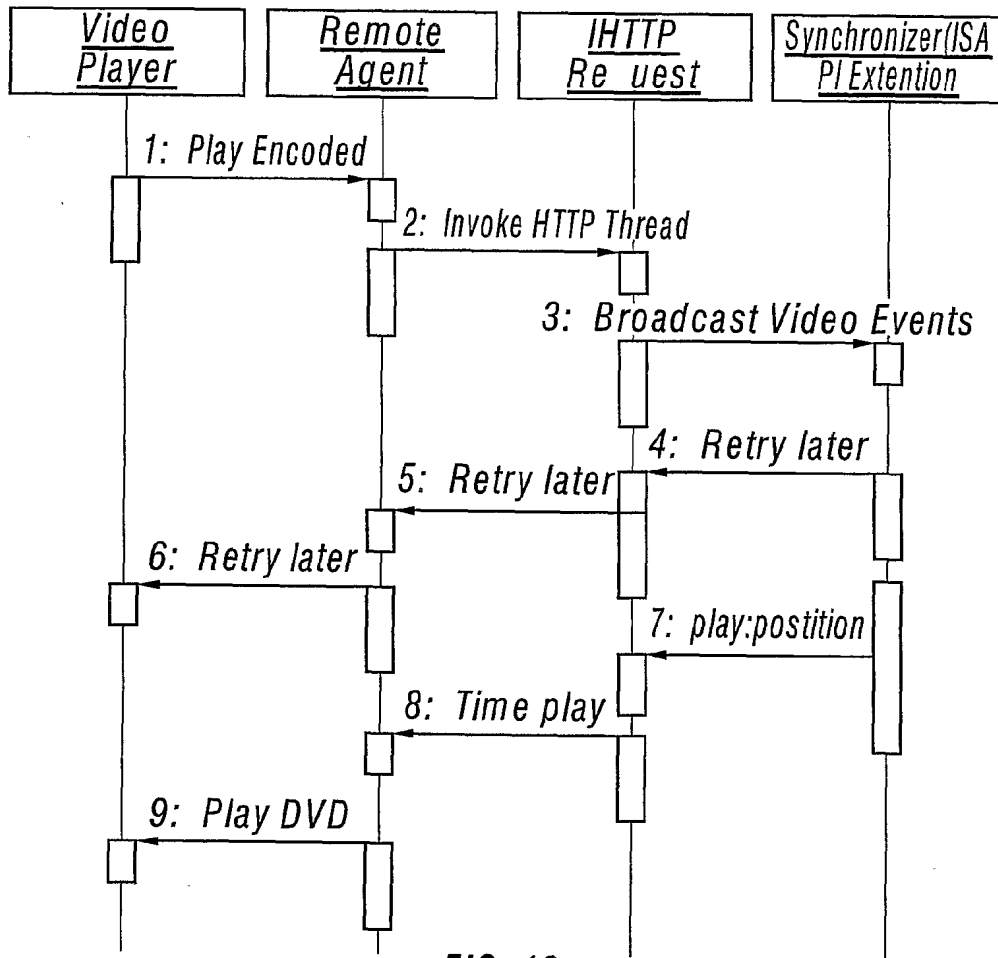 Video
Player
Remote
Agent
IHTTP
Re uest
Synchronizer(ISA
PI Extention
1: Play Encoded
2: Invoke HTTP Thread
3: Broadcast Video Events
4: Retry later
5: Retry later
6: Retry later
7: play:postition
8: Time play
9: Play DVD